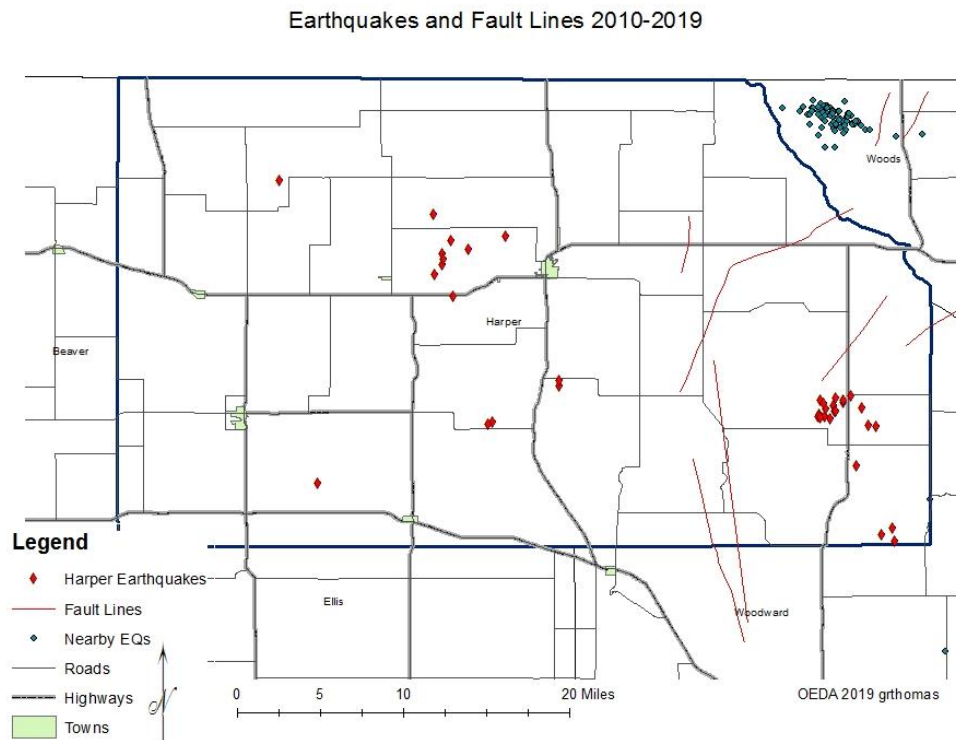 Earthquakes and Fault Lines 2010-2019
Woods
Harper
Beaver
Legend
Harper Earthquakes
Fault Lines
Nearby EQs
Roads
Highways
Towns
N
Ellis
Woodward
0 5 10 20 Miles
OEDA 2019 grthomas